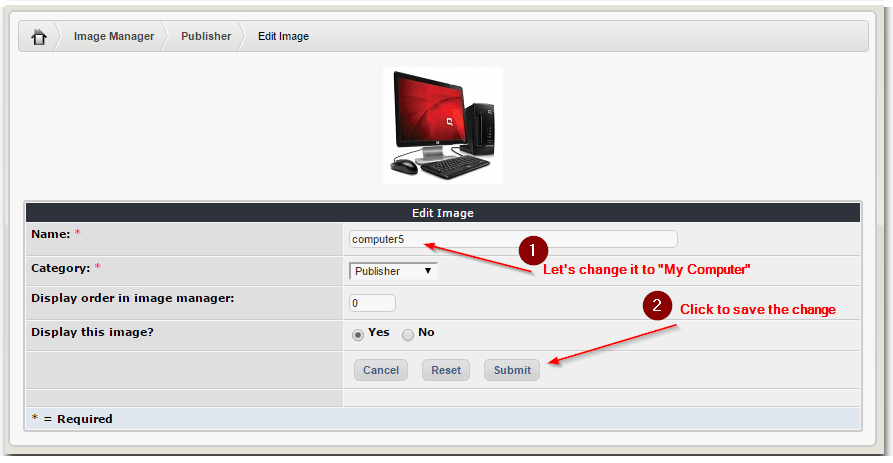 Image Manager Publisher Edit Image
Edit Image
Name: *
computer5
1
Let's change it to "My Computer"
Category: *
Publisher
Display order in image manager:
0
2
Click to save the change
Display this image?
Yes No
Cancel Reset Submit
* = Required